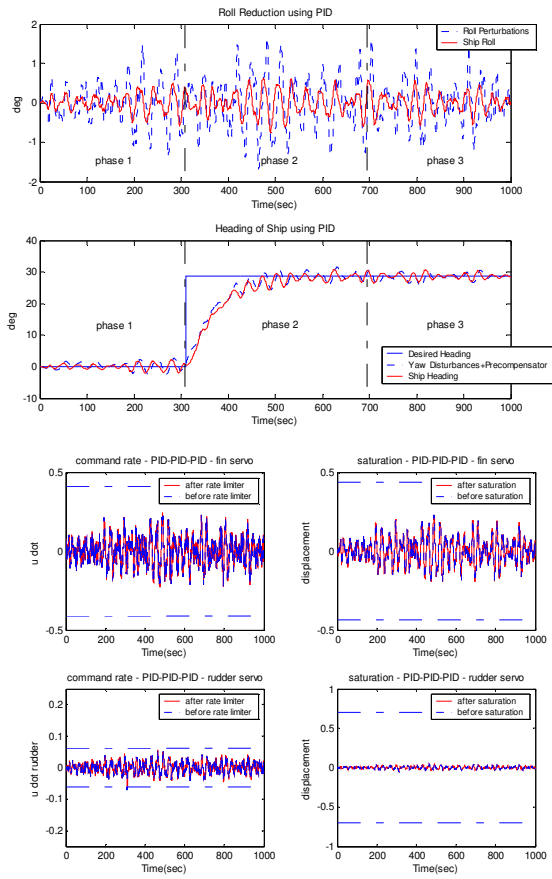 Roll Reduction using PID
2
1
0
-1
-2
deg
Roll Perturbations
Ship Roll
phase 1
phase 2
phase 3
0 100 200 300 400 500 600 700 800 900 1000
Time(sec)
Heading of Ship using PID
40
30
20
10
0
-10
deg
phase 1
phase 2
phase 3
Desired Heading
Yaw Disturbances+Precompensator
Ship Heading
0 100 200 300 400 500 600 700 800 900 1000
Time(sec)
command rate - PID-PID-PID - fin servo
0.5
0
-0.5
u dot
after rate limiter
before rate limiter
0 200 400 600 800 1000
Time(sec)
saturation - PID-PID-PID - fin servo
0.5
0
-0.5
displacement
after saturation
before saturation
0 200 400 600 800 1000
Time(sec)
command rate - PID-PID-PID - rudder servo
0.2
0.1
0
-0.1
-0.2
u dot rudder
after rate limiter
before rate limiter
0 200 400 600 800 1000
Time(sec)
saturation - PID-PID-PID - rudder servo
1
0.5
0
-0.5
-1
displacement
after saturation
before saturation
0 200 400 600 800 1000
Time(sec)